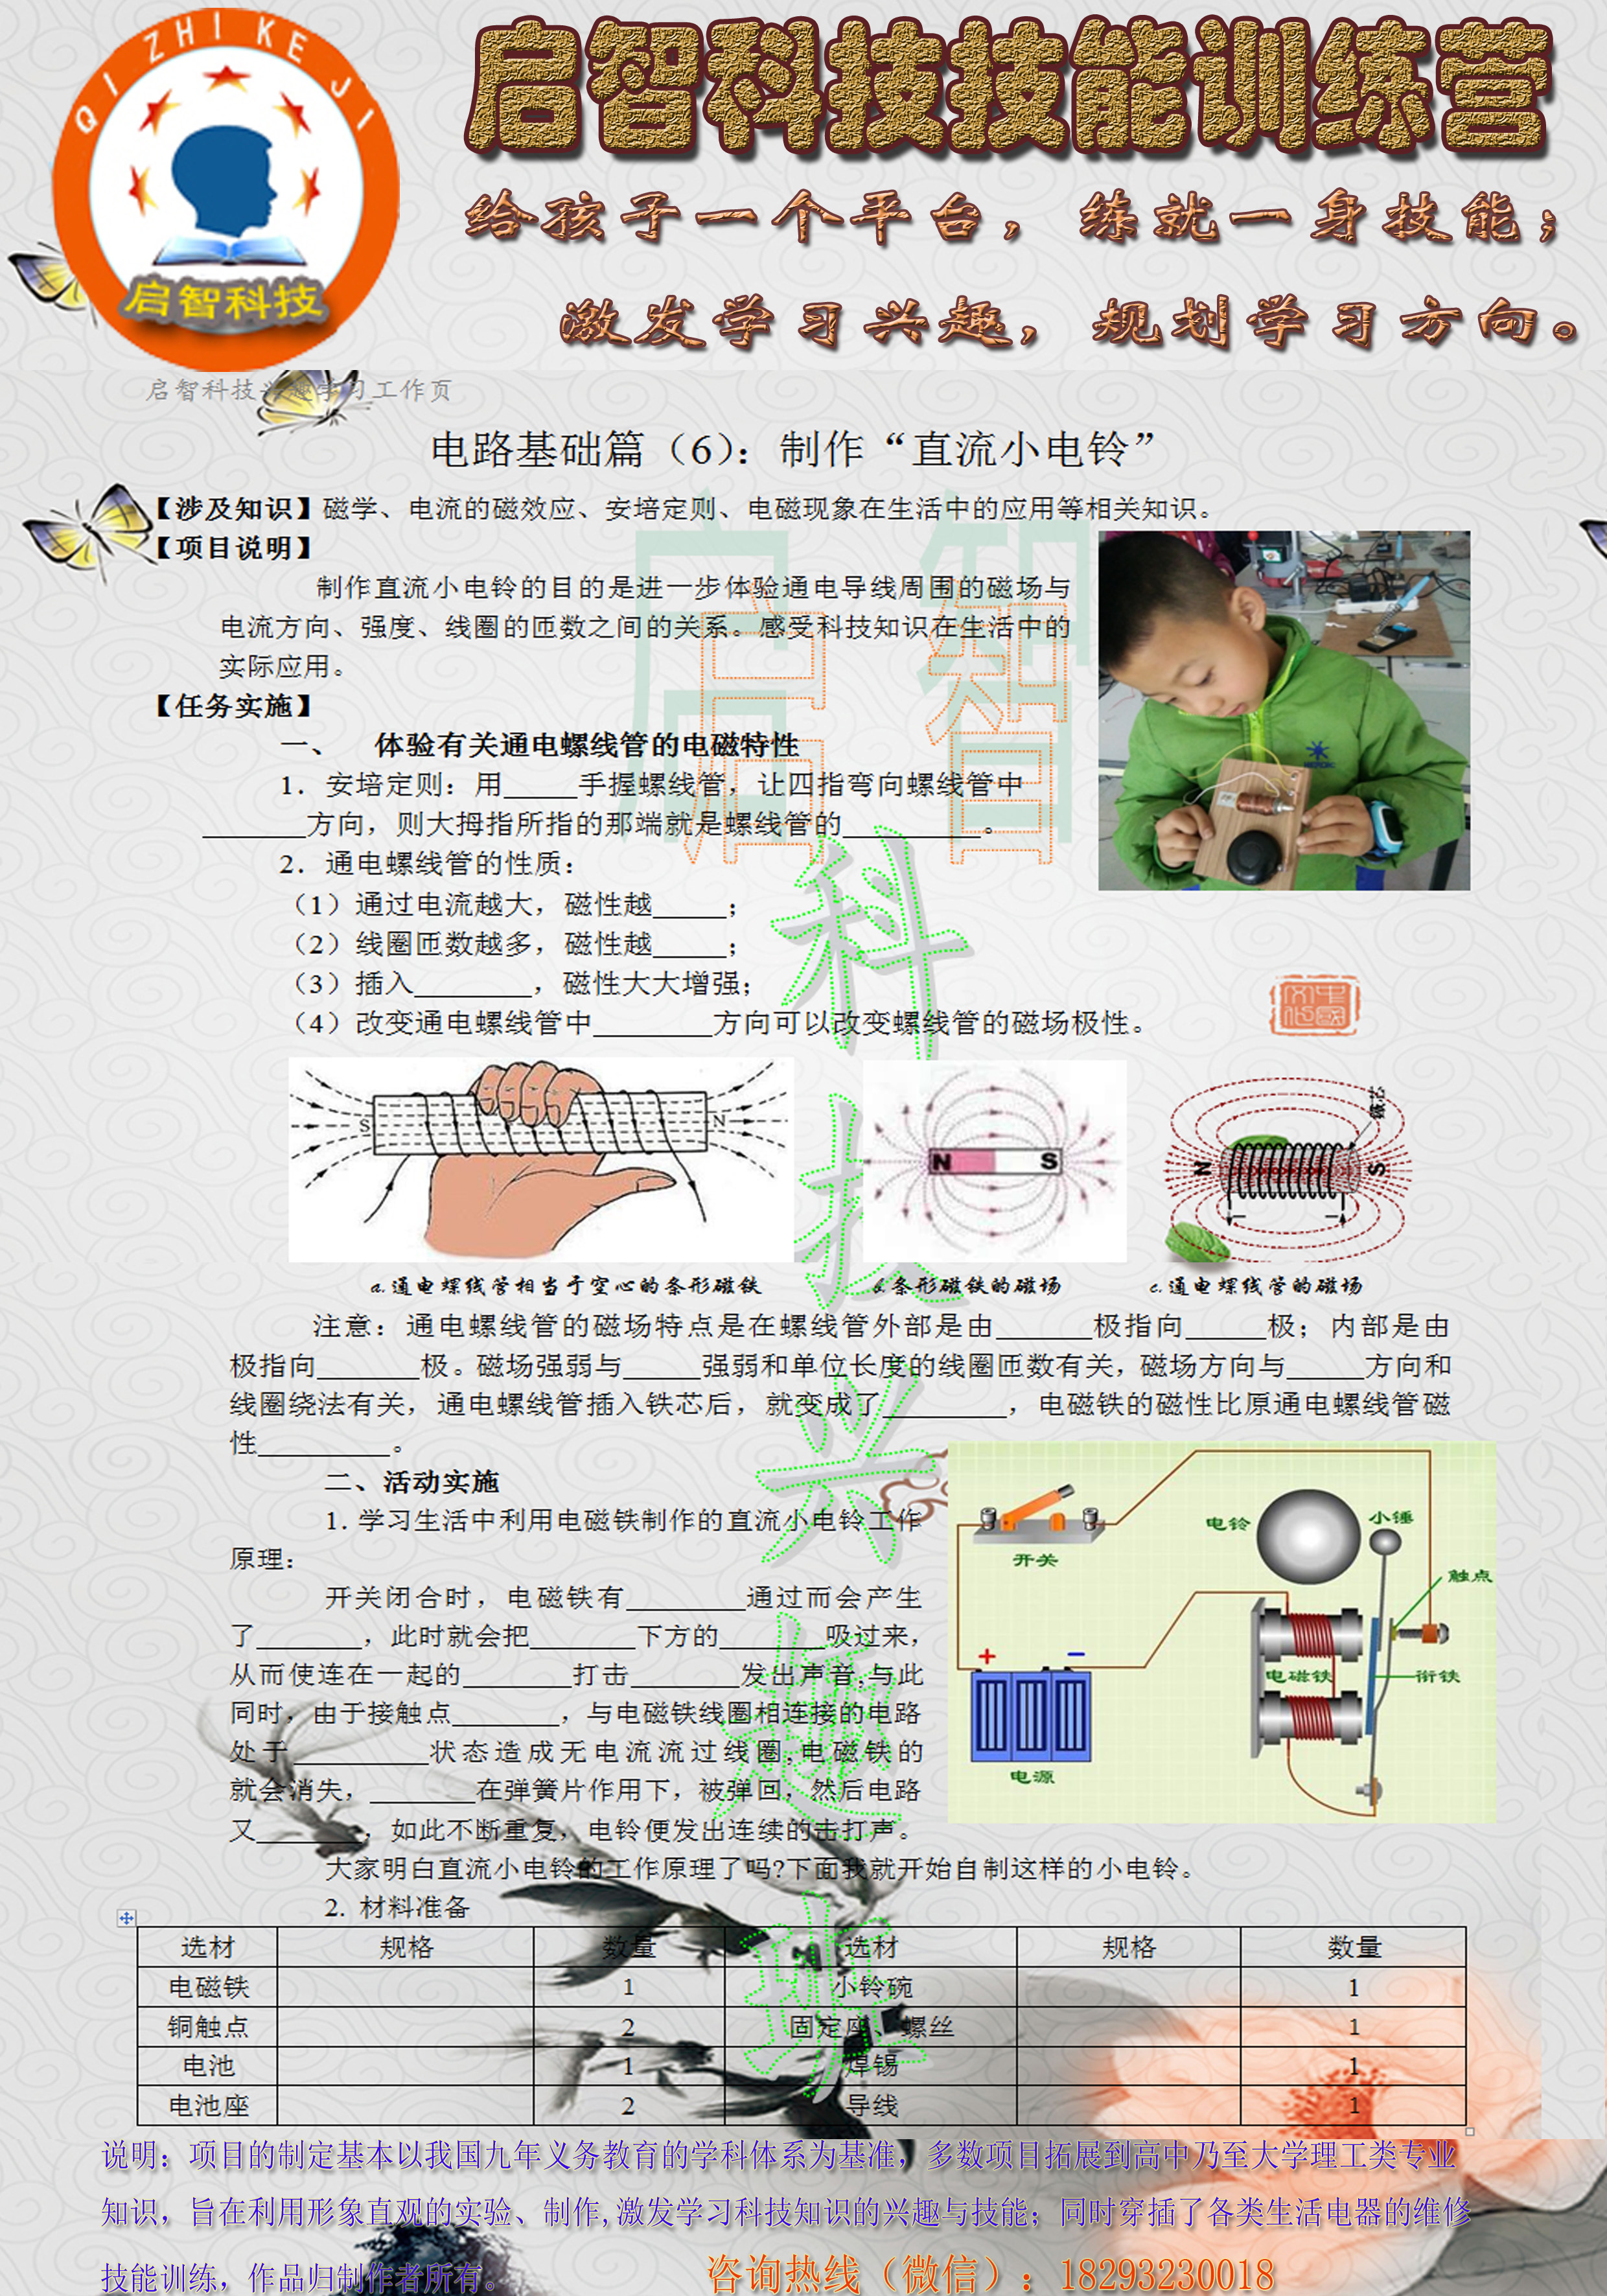 QI ZHI KE JI
启智科技
启智科技技能训练营
给孩子一个平台，练就一身技能；
激发学习兴趣，规划学习方向。
启智科技兴趣学习工作页
电路基础篇（6）：制作“直流小电铃”
【涉及知识】磁学、电流的磁效应、安培定则、电磁现象在生活中的应用等相关知识。
【项目说明】
制作直流小电铃的目的是进一步体验通电导线周围的磁场与
电流方向、强度、线圈的匝数之间的关系。感受科技知识在生活中的
实际应用。
【任务实施】
一、 体验有关通电螺线管的电磁特性
1．安培定则：用_____手握螺线管，让四指弯向螺线管中
_______方向，则大拇指所指的那端就是螺线管的_________。
2．通电螺线管的性质：
（1）通过电流越大，磁性越_____；
（2）线圈匝数越多，磁性越_____；
（3）插入________，磁性大大增强；
（4）改变通电螺线管中________方向可以改变螺线管的磁场极性。
S N
N S
N S 铁芯
a.通电螺线管相当于空心的条形磁铁
b.条形磁铁的磁场
c.通电螺线管的磁场
注意：通电螺线管的磁场特点是在螺线管外部是由______极指向_____极；内部是由
极指向_______极。磁场强弱与_____强弱和单位长度的线圈匝数有关，磁场方向与_____方向和
线圈绕法有关，通电螺线管插入铁芯后，就变成了________，电磁铁的磁性比原通电螺线管磁
性_________。
二、活动实施
1. 学习生活中利用电磁铁制作的直流小电铃工作
原理：
开关闭合时，电磁铁有________通过而会产生
了_______，此时就会把_______下方的_______吸过来，
从而使连在一起的_______打击_______发出声音,与此
同时，由于接触点_______，与电磁铁线圈相连接的电路
处于_________状态造成无电流流过线圈,电磁铁的
就会消失，_______在弹簧片作用下，被弹回，然后电路
又_______，如此不断重复，电铃便发出连续的击打声。
开关
电铃
小锤
触点
+ −
电磁铁
衔铁
电源
大家明白直流小电铃的工作原理了吗?下面我就开始自制这样的小电铃。
2. 材料准备
选材 规格 数量 选材 规格 数量
电磁铁 1 小铃碗 1
铜触点 2 固定座、螺丝 1
电池 1 焊锡 1
电池座 2 导线 1
启智
启智
科技兴趣班
说明：项目的制定基本以我国九年义务教育的学科体系为基准，多数项目拓展到高中乃至大学理工类专业
知识，旨在利用形象直观的实验、制作,激发学习科技知识的兴趣与技能；同时穿插了各类生活电器的维修
技能训练，作品归制作者所有。
咨询热线（微信）：18293230018